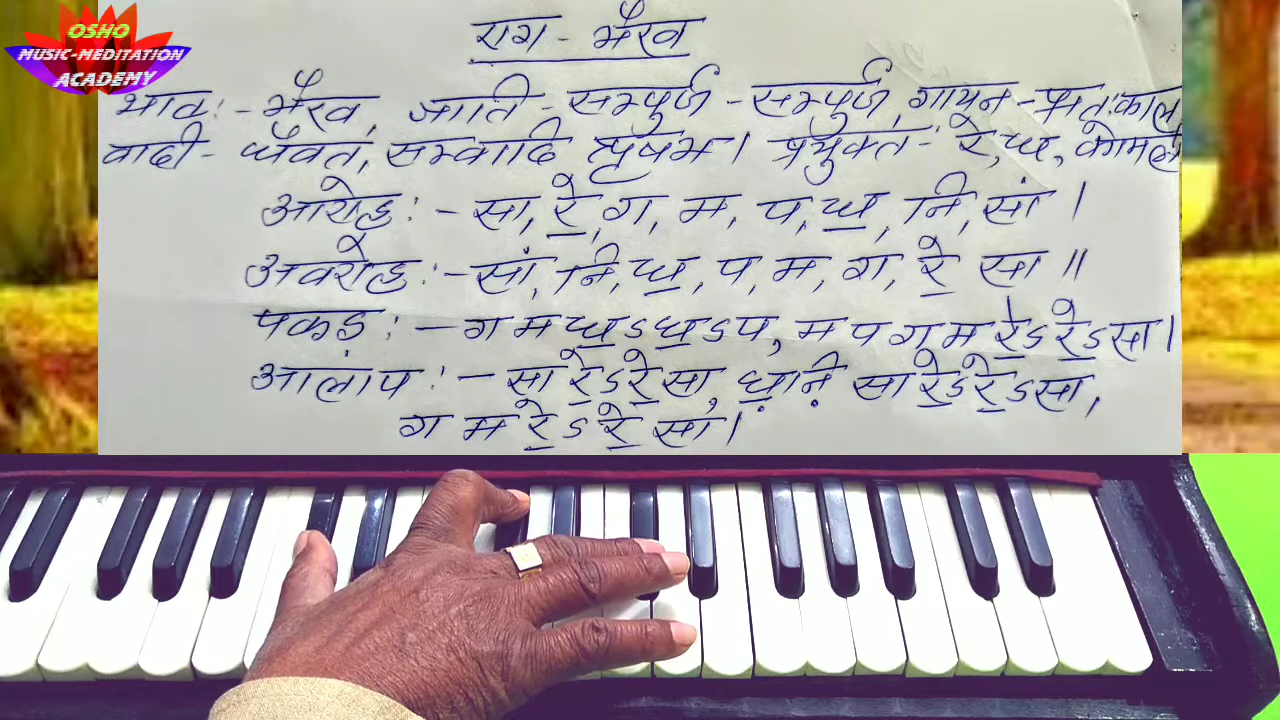 OSHO
MUSIC-MEDITATION
ACADEMY
राग - भैरव
भाव:- भैरव, जाति - सम्पूर्ण - सम्पूर्ण, गायन - प्रात:काल
वादी - धैवत, सम्वादि ऋषभ। प्रयुक्त - रे, ध, कोमल
आरोह :- सा, रे॒, ग, म, प, ध॒, नि, सां।
अवरोह :- सां, नि, ध॒, प, म, ग, रे॒ सा॥
पकड़ :- ग म ध॒ ऽ ध॒ ऽ प, म प ग म रे॒ ऽ रे॒ ऽ सा।
आलाप :- सा रे॒ ऽ रे॒ सा, ध़॒ा ऩि सा रे॒ ऽ रे॒ ऽ सा,
ग म रे॒ ऽ रे॒ सा।